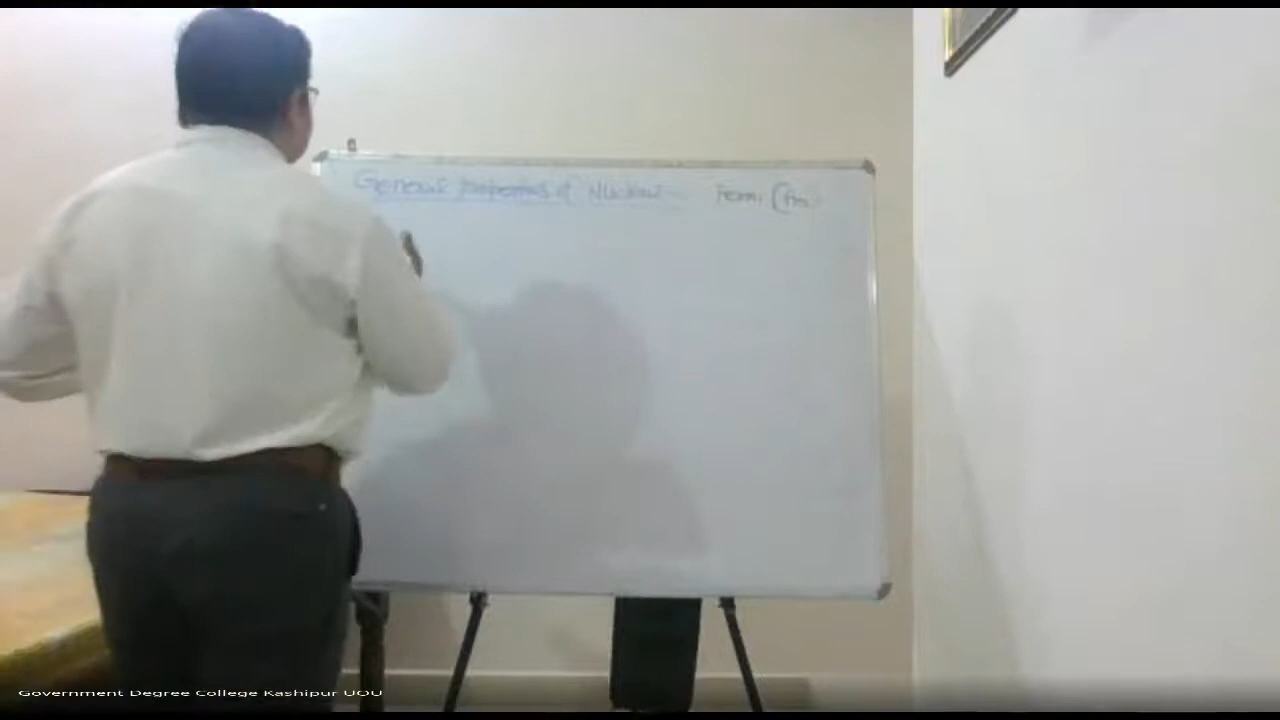 General properties of Nucleus Fermi (fm)
Government Degree College Kashipur UOU